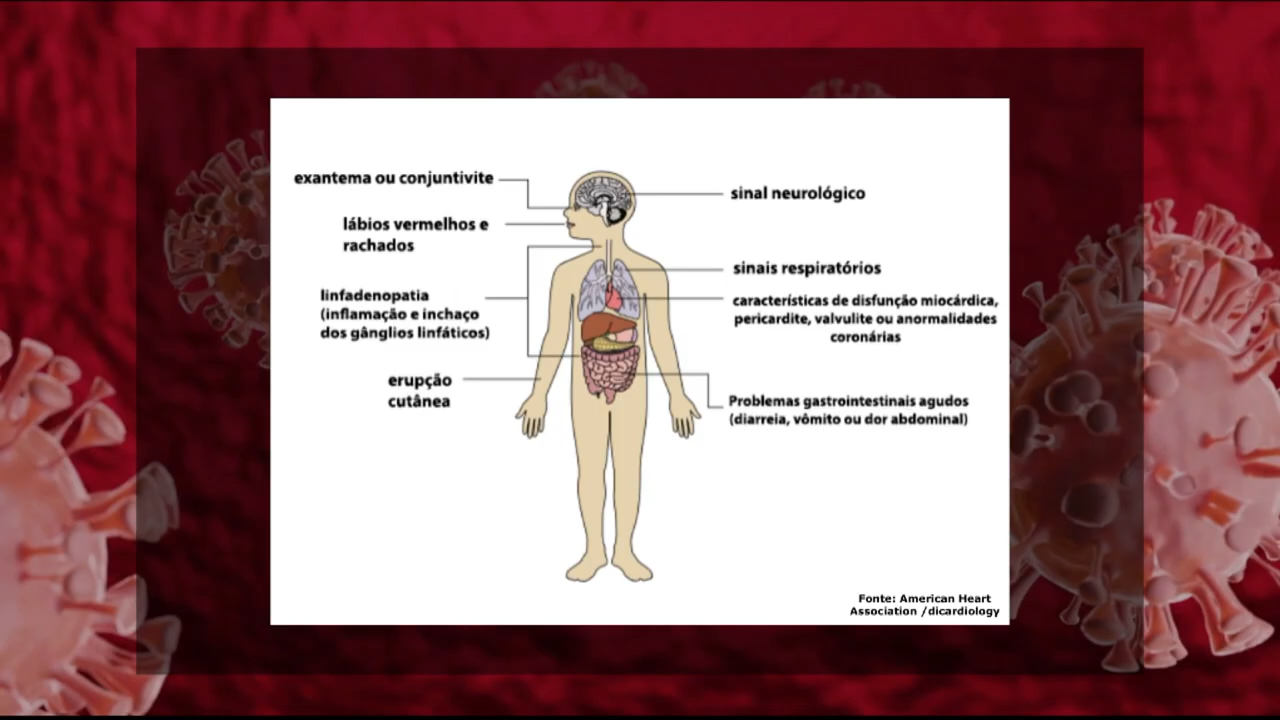 exantema ou conjuntivite
lábios vermelhos e
rachados
linfadenopatia
(inflamação e inchaço
dos gânglios linfáticos)
erupção
cutânea
sinal neurológico
sinais respiratórios
características de disfunção miocárdica,
pericardite, valvulite ou anormalidades
coronárias
Problemas gastrointestinais agudos
(diarreia, vômito ou dor abdominal)
Fonte: American Heart
Association /dicardiology